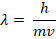 λ = h/mv